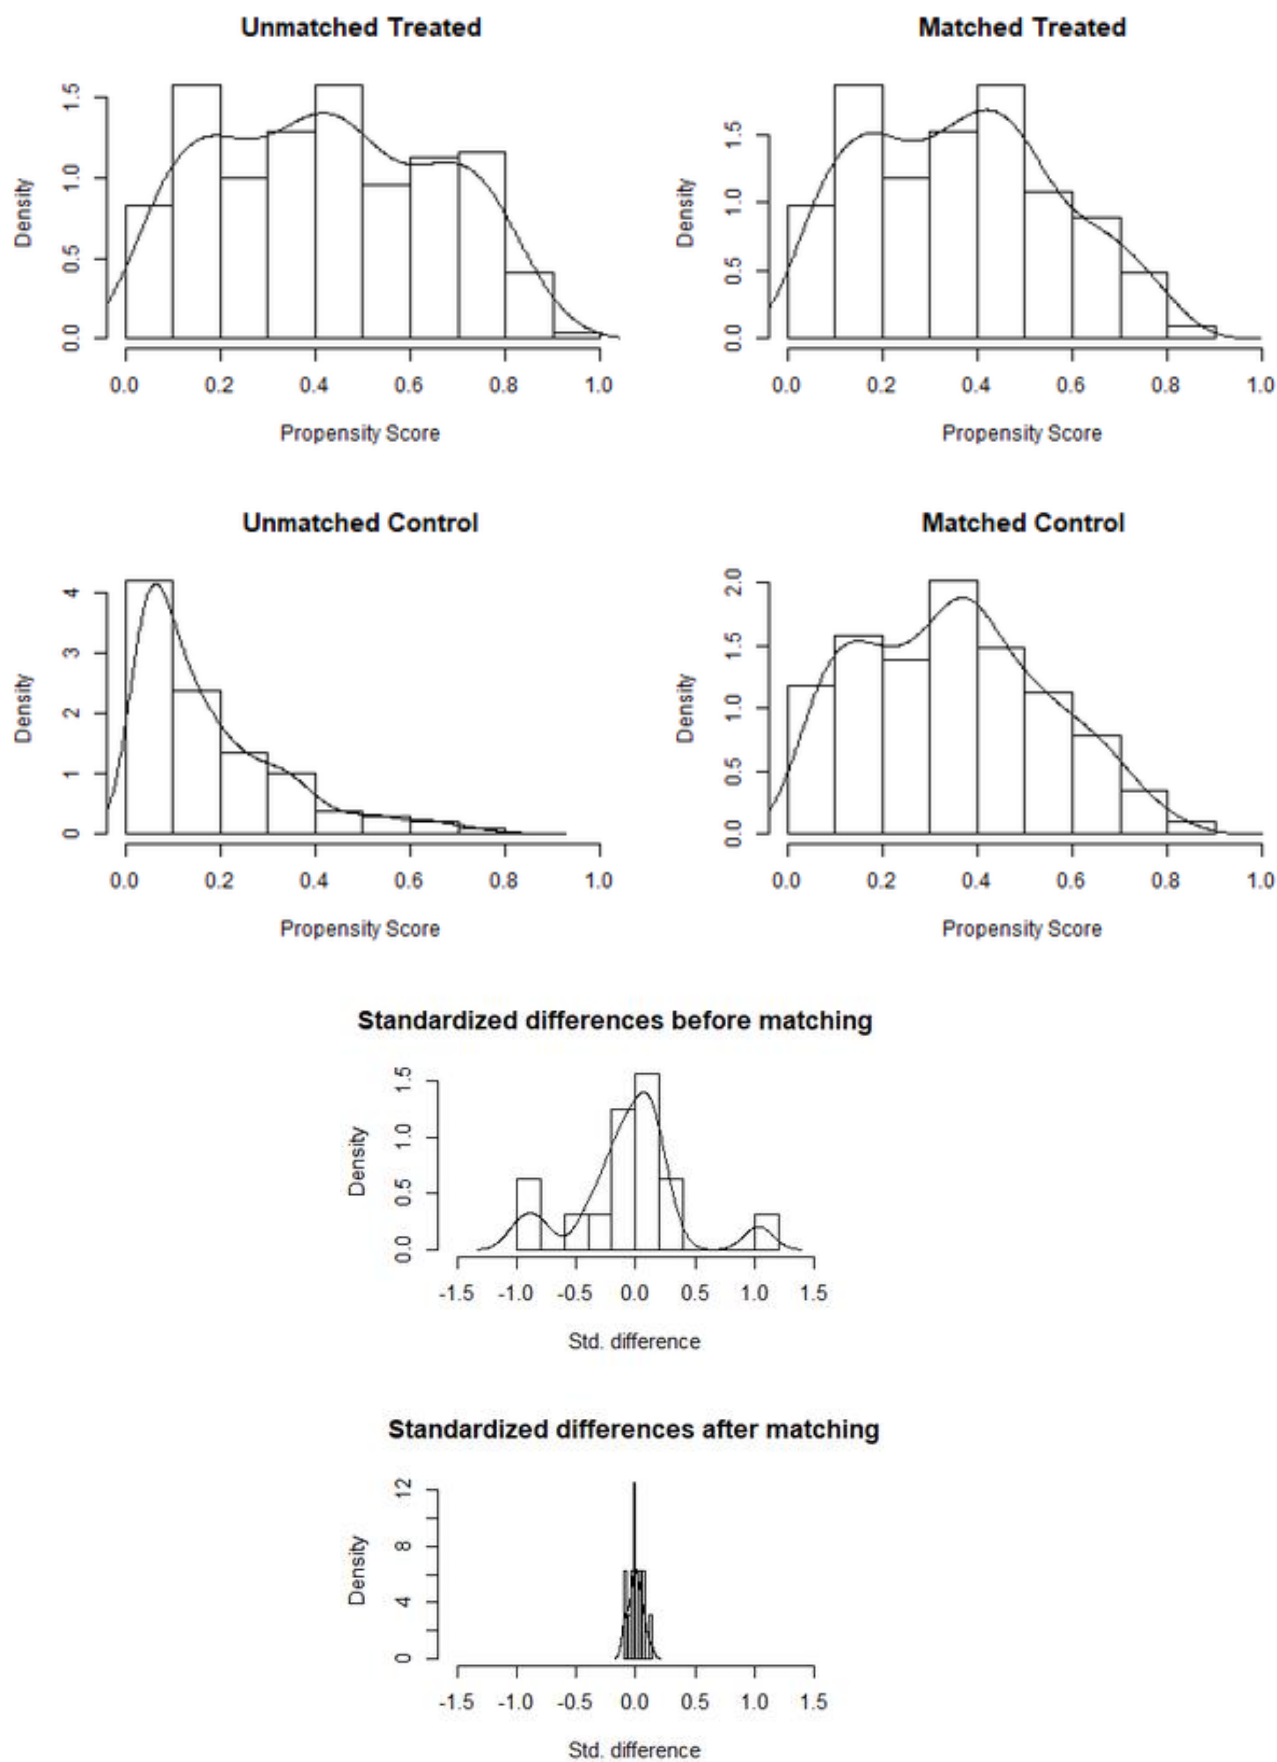 Unmatched Treated
Density
0.0 0.5 1.0 1.5
0.0 0.2 0.4 0.6 0.8 1.0
Propensity Score
Matched Treated
Density
0.0 0.5 1.0 1.5
0.0 0.2 0.4 0.6 0.8 1.0
Propensity Score
Unmatched Control
Density
0 1 2 3 4
0.0 0.2 0.4 0.6 0.8 1.0
Propensity Score
Matched Control
Density
0.0 0.5 1.0 1.5 2.0
0.0 0.2 0.4 0.6 0.8 1.0
Propensity Score
Standardized differences before matching
Density
0.0 0.5 1.0 1.5
-1.5 -1.0 -0.5 0.0 0.5 1.0 1.5
Std. difference
Standardized differences after matching
Density
0 4 8 12
-1.5 -1.0 -0.5 0.0 0.5 1.0 1.5
Std. difference